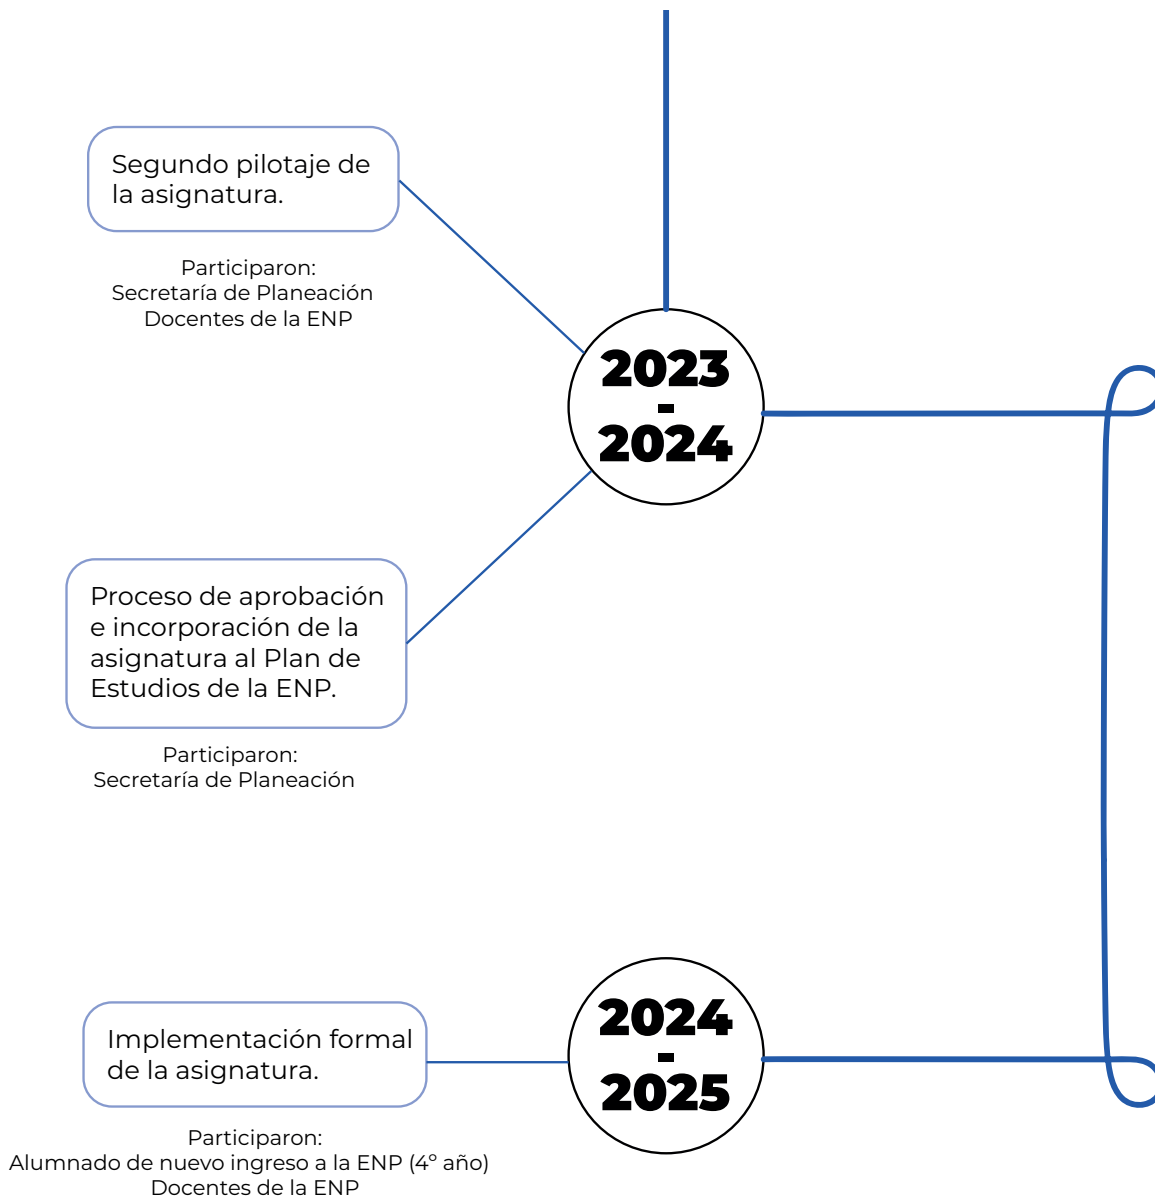 Segundo pilotaje de
la asignatura.
Participaron:
Secretaría de Planeación
Docentes de la ENP
2023
-
2024
Proceso de aprobación
e incorporación de la
asignatura al Plan de
Estudios de la ENP.
Participaron:
Secretaría de Planeación
2024
-
2025
Implementación formal
de la asignatura.
Participaron:
Alumnado de nuevo ingreso a la ENP (4º año)
Docentes de la ENP